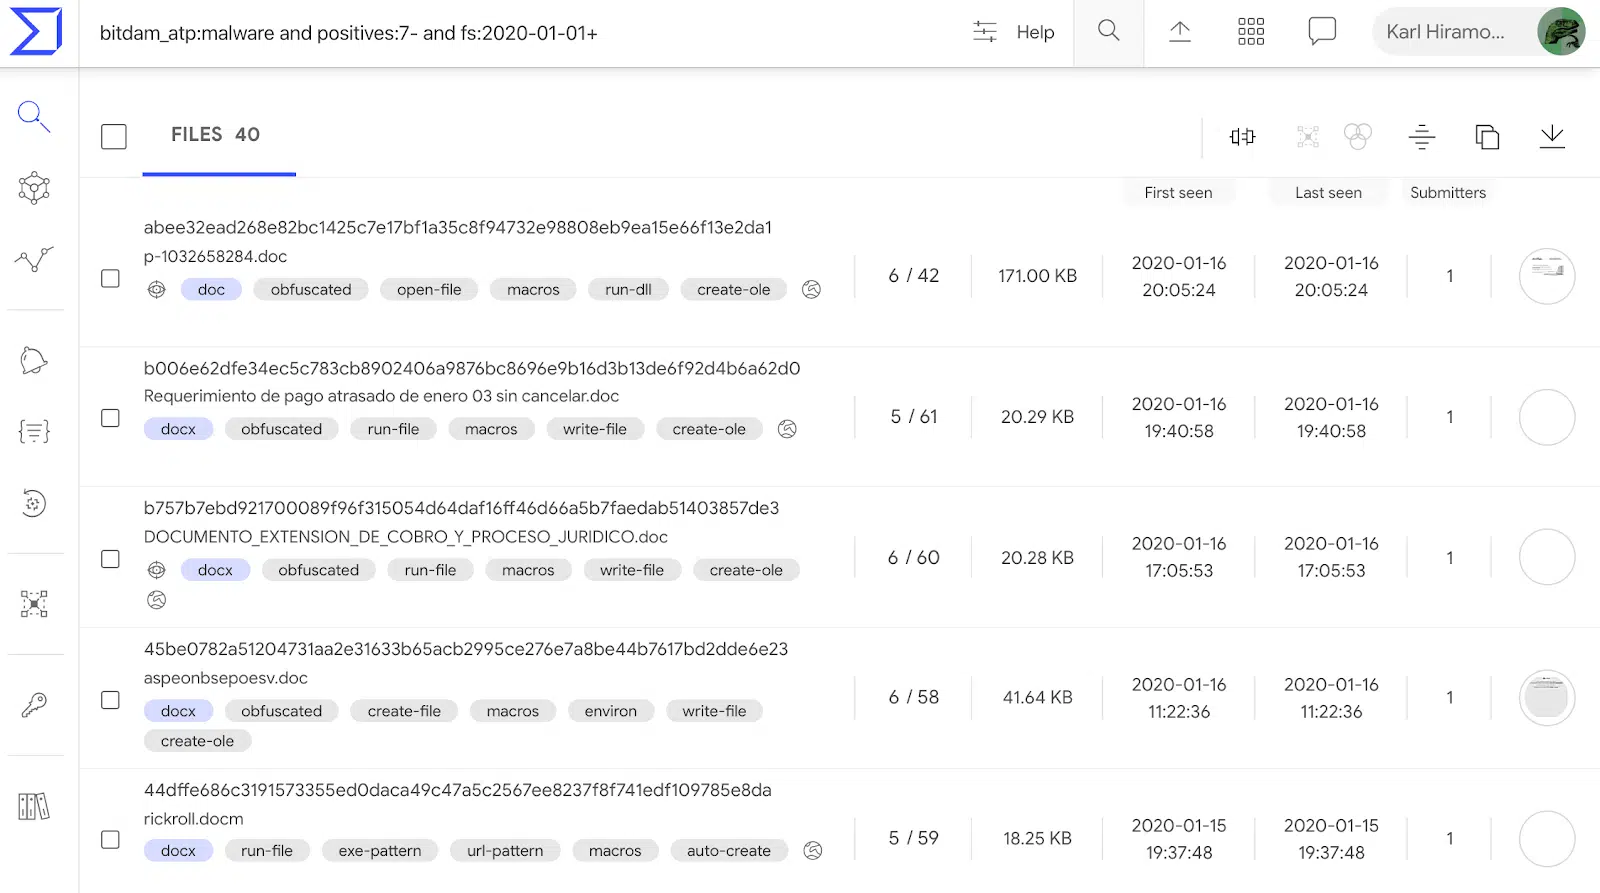 bitdam_atp:malware and positives:7- and fs:2020-01-01+
Help
Karl Hiramo...
FILES 40
First seen
Last seen
Submitters
abee32ead268e82bc1425c7e17bf1a35c8f94732e98808eb9ea15e66f13e2da1
p-1032658284.doc
doc obfuscated open-file macros run-dll create-ole
6 / 42
171.00 KB
2020-01-16
20:05:24
2020-01-16
20:05:24
1
b006e62dfe34ec5c783cb8902406a9876bc8696e9b16d3b13de6f92d4b6a62d0
Requerimiento de pago atrasado de enero 03 sin cancelar.doc
docx obfuscated run-file macros write-file create-ole
5 / 61
20.29 KB
2020-01-16
19:40:58
2020-01-16
19:40:58
1
b757b7ebd921700089f96f315054d64daf16ff46d66a5b7faedab51403857de3
DOCUMENTO_EXTENSION_DE_COBRO_Y_PROCESO_JURIDICO.doc
docx obfuscated run-file macros write-file create-ole
6 / 60
20.28 KB
2020-01-16
17:05:53
2020-01-16
17:05:53
1
45be0782a51204731aa2e31633b65acb2995ce276e7a8be44b7617bd2dde6e23
aspeonbsepoesv.doc
docx obfuscated create-file macros environ write-file
create-ole
6 / 58
41.64 KB
2020-01-16
11:22:36
2020-01-16
11:22:36
1
44dffe686c3191573355ed0daca49c47a5c2567ee8237f8f741edf109785e8da
rickroll.docm
docx run-file exe-pattern url-pattern macros auto-create
5 / 59
18.25 KB
2020-01-15
19:37:48
2020-01-15
19:37:48
1